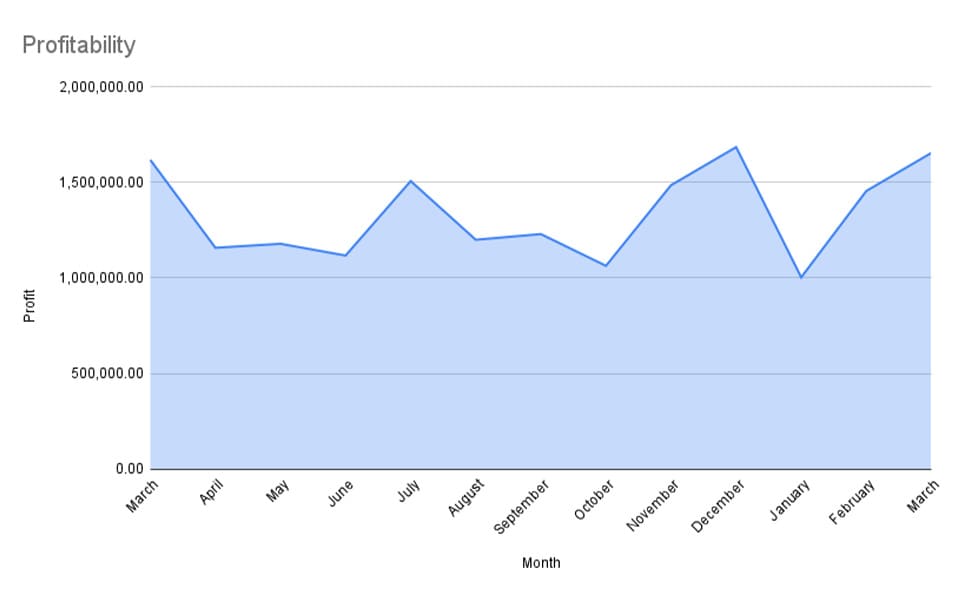 Profitability
2,000,000.00
1,500,000.00
1,000,000.00
500,000.00
0.00
Profit
March
April
May
June
July
August
September
October
November
December
January
February
March
Month